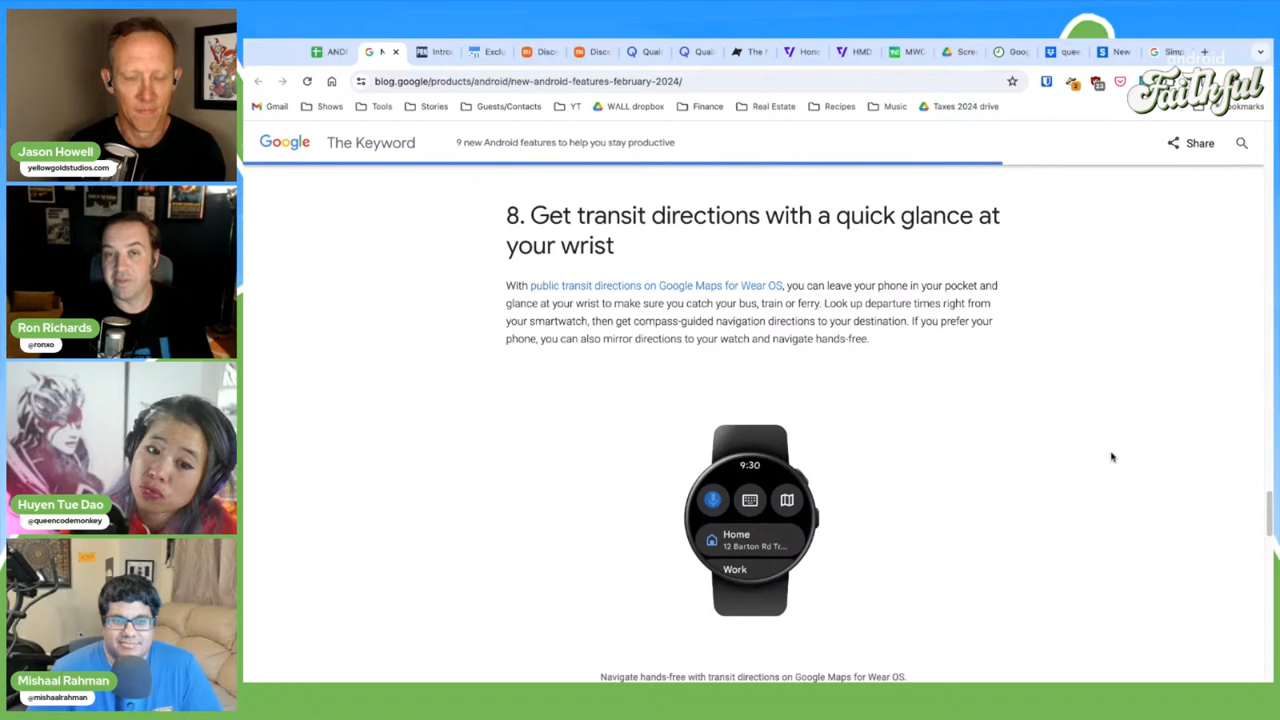 Jason Howell
yellowgoldstudios.com
Ron Richards
@ronxo
Huyen Tue Dao
@queencodemonkey
Mishaal Rahman
@mishaalrahman
android
Faithful
blog.google/products/android/new-android-features-february-2024/
Gmail Shows Tools Stories Guests/Contacts YT WALL dropbox Finance Real Estate Recipes Music Taxes 2024 drive
Google The Keyword 9 new Android features to help you stay productive Share
8. Get transit directions with a quick glance at
your wrist
With public transit directions on Google Maps for Wear OS, you can leave your phone in your pocket and
glance at your wrist to make sure you catch your bus, train or ferry. Look up departure times right from
your smartwatch, then get compass-guided navigation directions to your destination. If you prefer your
phone, you can also mirror directions to your watch and navigate hands-free.
9:30
Home
12 Barton Rd Tr...
Work
Navigate hands-free with transit directions on Google Maps for Wear OS.